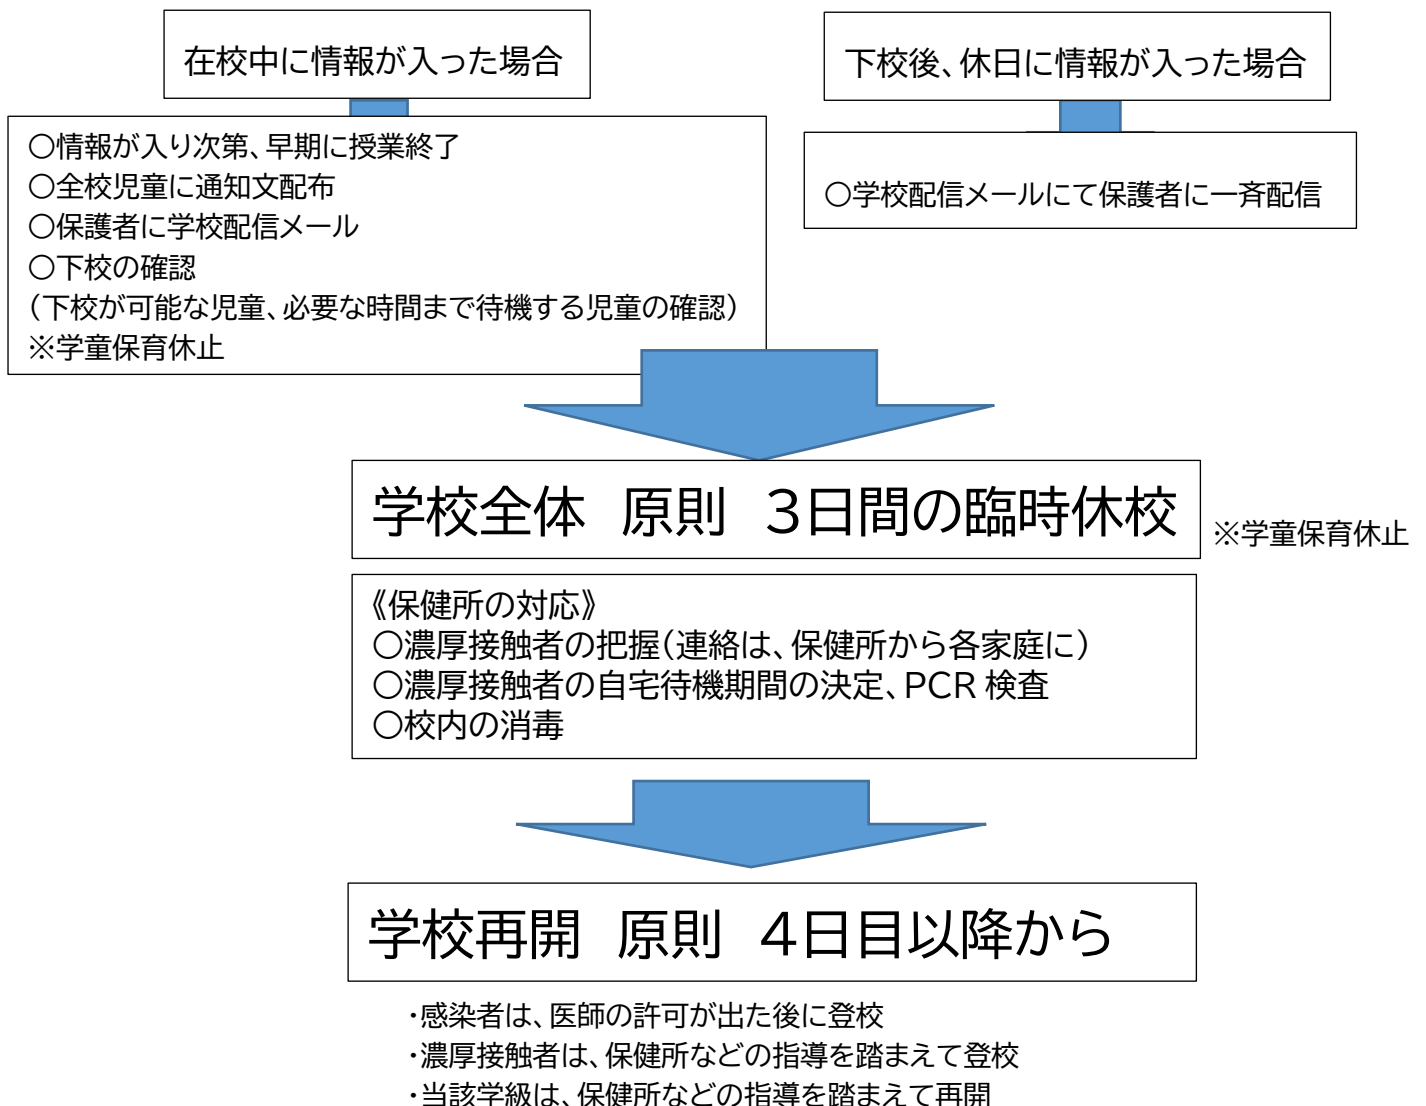 在校中に情報が入った場合
○情報が入り次第、早期に授業終了
○全校児童に通知文配布
○保護者に学校配信メール
○下校の確認
(下校が可能な児童、必要な時間まで待機する児童の確認)
※学童保育休止
下校後、休日に情報が入った場合
○学校配信メールにて保護者に一斉配信
学校全体　原則　３日間の臨時休校
※学童保育休止
《保健所の対応》
○濃厚接触者の把握(連絡は、保健所から各家庭に)
○濃厚接触者の自宅待機期間の決定、PCR 検査
○校内の消毒
学校再開　原則　４日目以降から
・感染者は、医師の許可が出た後に登校
・濃厚接触者は、保健所などの指導を踏まえて登校
・当該学級は、保健所などの指導を踏まえて再開